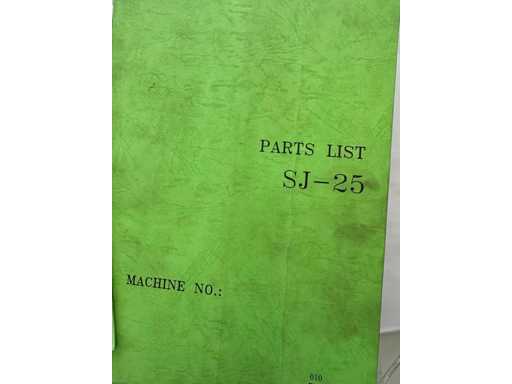 PARTS LIST
SJ-25
MACHINE NO.:
010